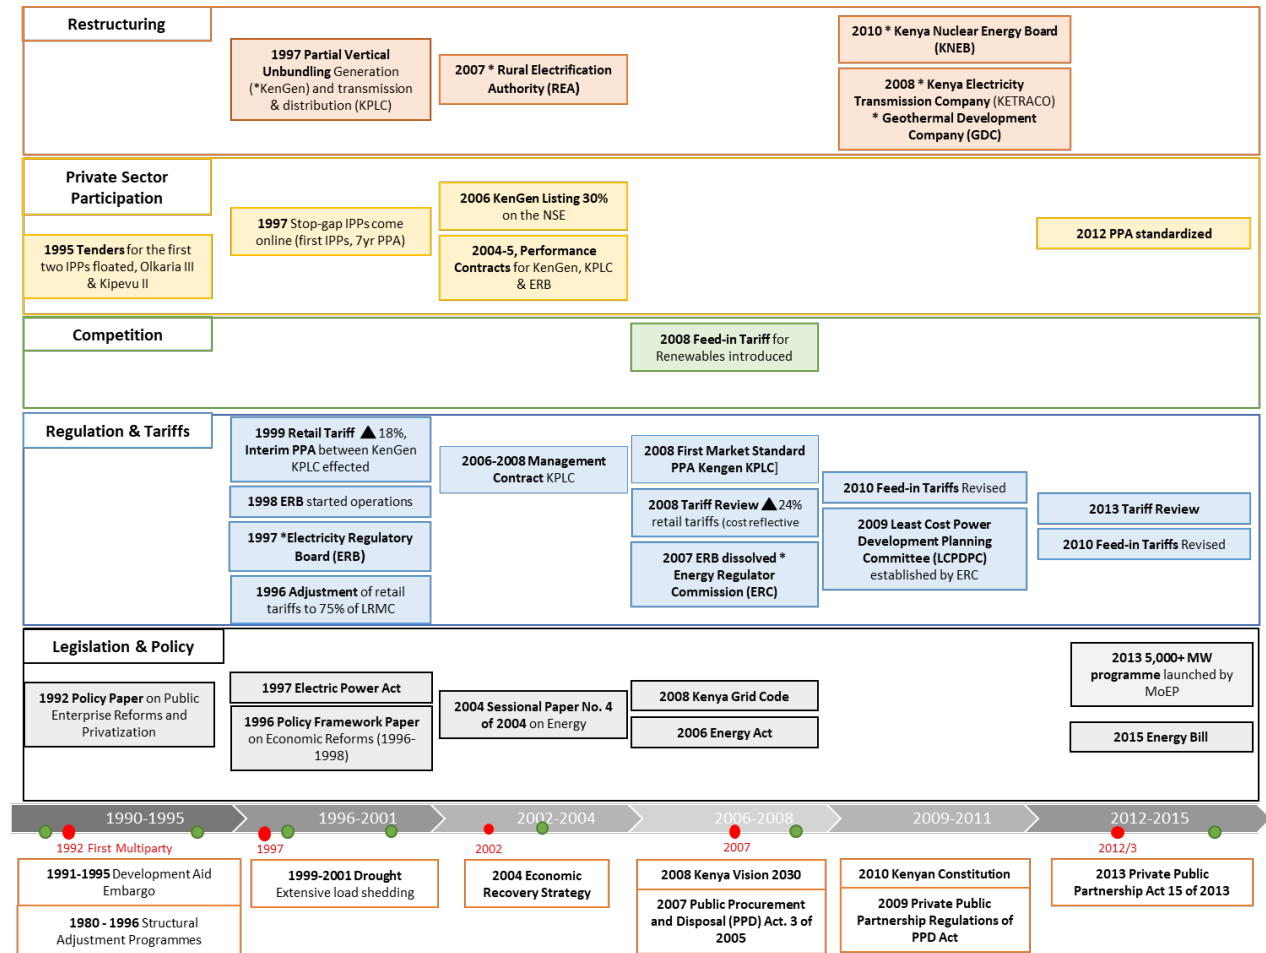 Restructuring
1997 Partial Vertical
Unbundling Generation
(*KenGen) and transmission
& distribution (KPLC)
2007 * Rural Electrification
Authority (REA)
2010 * Kenya Nuclear Energy Board
(KNEB)
2008 * Kenya Electricity
Transmission Company (KETRACO)
* Geothermal Development
Company (GDC)
Private Sector
Participation
1995 Tenders for the first
two IPPs floated, Olkaria III
& Kipevu II
1997 Stop-gap IPPs come
online (first IPPs, 7yr PPA)
2006 KenGen Listing 30%
on the NSE
2004-5, Performance
Contracts for KenGen, KPLC
& ERB
2012 PPA standardized
Competition
2008 Feed-in Tariff for
Renewables introduced
Regulation & Tariffs
1999 Retail Tariff ▲ 18%,
Interim PPA between KenGen
KPLC effected
1998 ERB started operations
1997 *Electricity Regulatory
Board (ERB)
1996 Adjustment of retail
tariffs to 75% of LRMC
2006-2008 Management
Contract KPLC
2008 First Market Standard
PPA Kengen KPLC]
2008 Tariff Review ▲24%
retail tariffs (cost reflective
2007 ERB dissolved *
Energy Regulator
Commission (ERC)
2010 Feed-in Tariffs Revised
2009 Least Cost Power
Development Planning
Committee (LCPDPC)
established by ERC
2013 Tariff Review
2010 Feed-in Tariffs Revised
Legislation & Policy
1992 Policy Paper on Public
Enterprise Reforms and
Privatization
1997 Electric Power Act
1996 Policy Framework Paper
on Economic Reforms (1996-
1998)
2004 Sessional Paper No. 4
of 2004 on Energy
2008 Kenya Grid Code
2006 Energy Act
2013 5,000+ MW
programme launched by
MoEP
2015 Energy Bill
1990-1995
1996-2001
2002-2004
2006-2008
2009-2011
2012-2015
1992 First Multiparty
1997
2002
2007
2012/3
1991-1995 Development Aid
Embargo
1980 - 1996 Structural
Adjustment Programmes
1999-2001 Drought
Extensive load shedding
2004 Economic
Recovery Strategy
2008 Kenya Vision 2030
2007 Public Procurement
and Disposal (PPD) Act. 3 of
2005
2010 Kenyan Constitution
2009 Private Public
Partnership Regulations of
PPD Act
2013 Private Public
Partnership Act 15 of 2013